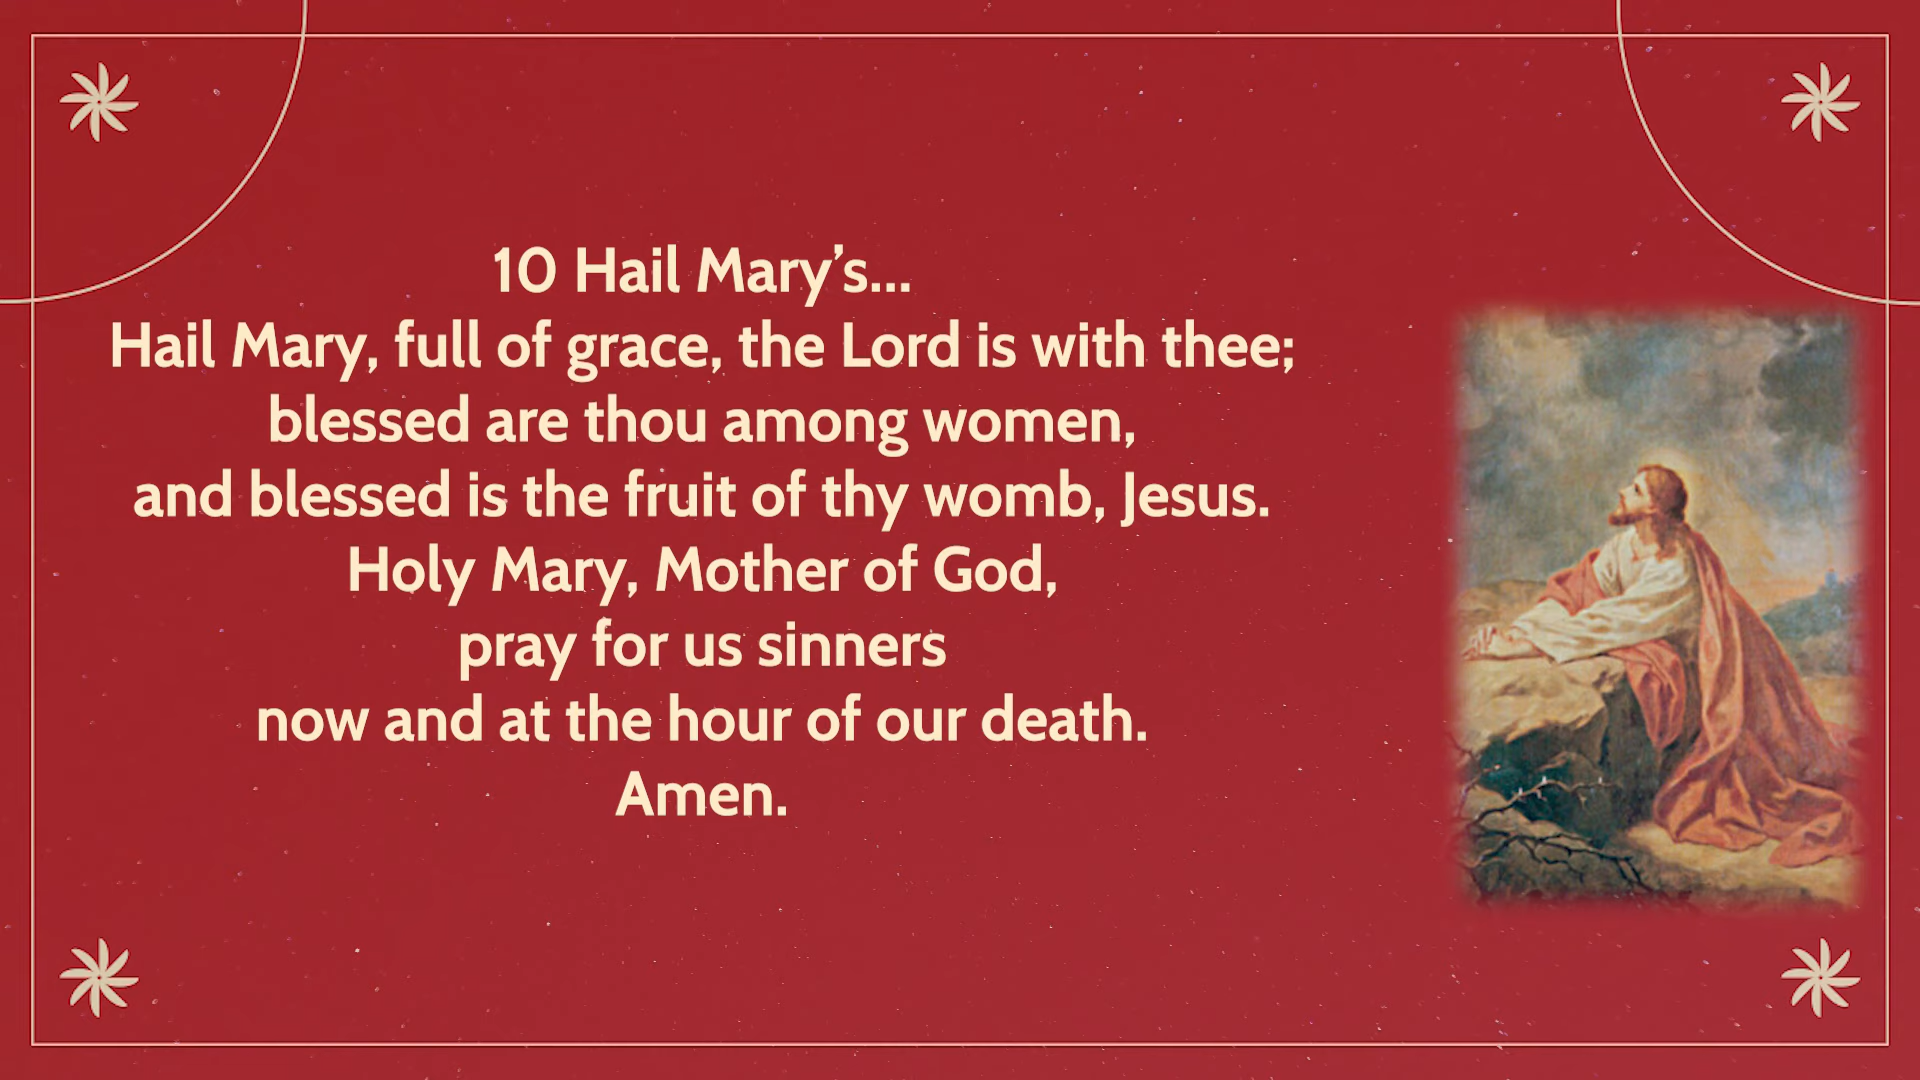 10 Hail Mary’s...
Hail Mary, full of grace, the Lord is with thee;
blessed are thou among women,
and blessed is the fruit of thy womb, Jesus.
Holy Mary, Mother of God,
pray for us sinners
now and at the hour of our death.
Amen.